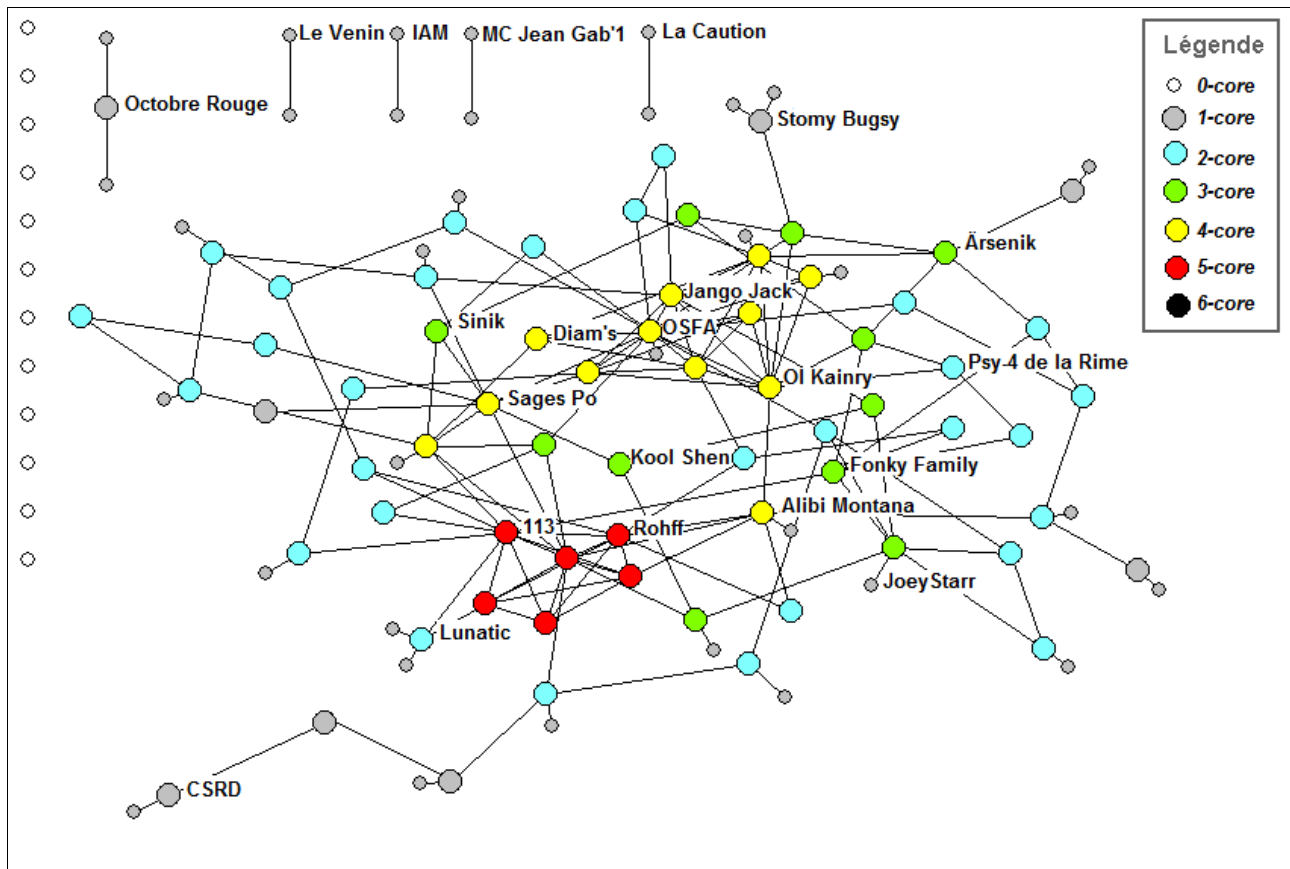 Le Venin
IAM
MC Jean Gab'1
La Caution
Légende
0-core
1-core
2-core
3-core
4-core
5-core
6-core
Octobre Rouge
Stomy Bugsy
Ärsenik
Jango Jack
Sinik
Diam's
OSFA
Psy-4 de la Rime
Ol Kainry
Sages Po
Kool Shen
Fonky Family
Alibi Montana
113
Rohff
JoeyStarr
Lunatic
CSRD